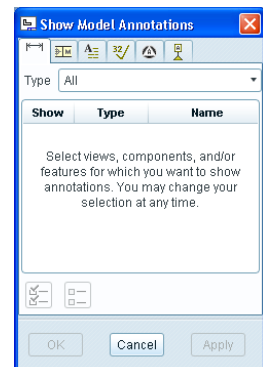 Show Model Annotations
Type All
Show Type Name
Select views, components, and/or
features for which you want to show
annotations. You may change your
selection at any time.
OK Cancel Apply